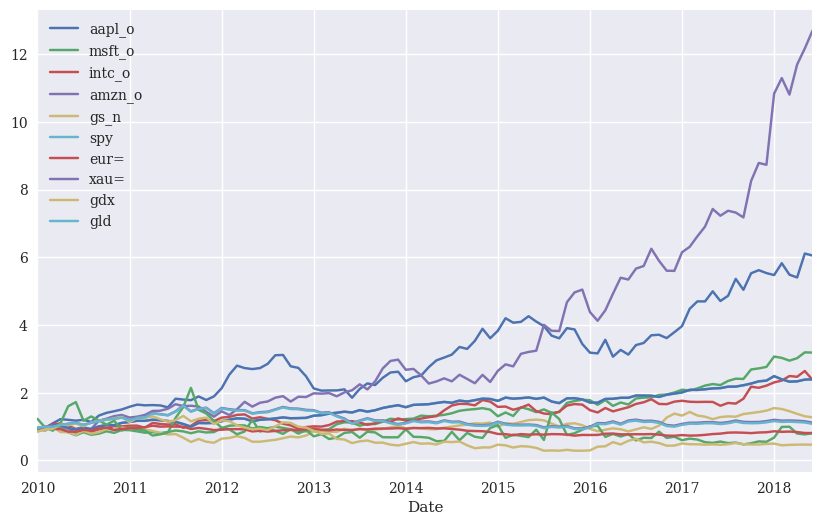 aapl_o
msft_o
intc_o
amzn_o
gs_n
spy
eur=
xau=
gdx
gld
12
10
8
6
4
2
0
2010 2011 2012 2013 2014 2015 2016 2017 2018
Date